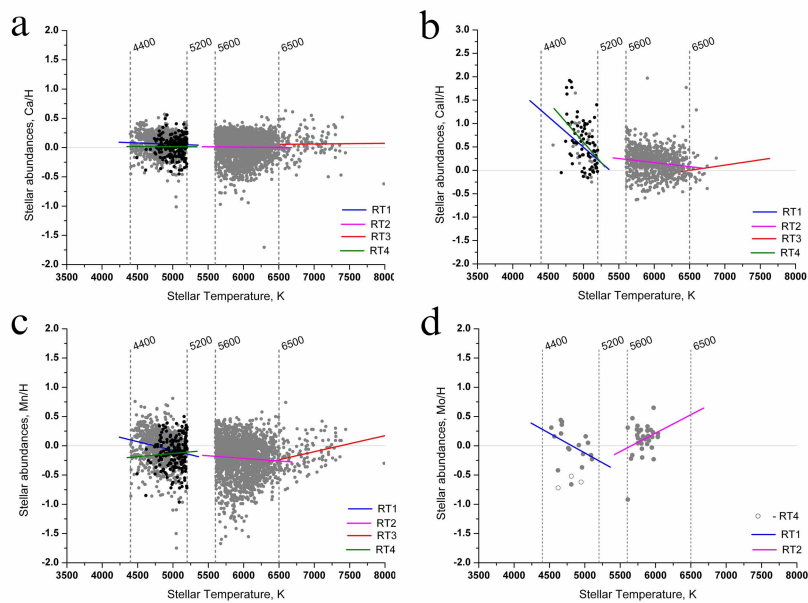 a
4400
5200
5600
6500
Stellar abundances, Ca/H
2.0
1.5
1.0
0.5
0.0
-0.5
-1.0
-1.5
-2.0
RT1
RT2
RT3
RT4
3500 4000 4500 5000 5500 6000 6500 7000 7500 8000
Stellar Temperature, K
b
4400
5200
5600
6500
Stellar abundances, CaII/H
3.0
2.5
2.0
1.5
1.0
0.5
0.0
-0.5
-1.0
-1.5
-2.0
RT1
RT2
RT3
RT4
3500 4000 4500 5000 5500 6000 6500 7000 7500 8000
Stellar Temperature, K
c
4400
5200
5600
6500
Stellar abundances, Mn/H
2.0
1.5
1.0
0.5
0.0
-0.5
-1.0
-1.5
-2.0
RT1
RT2
RT3
RT4
3500 4000 4500 5000 5500 6000 6500 7000 7500 8000
Stellar Temperature, K
d
4400
5200
5600
6500
Stellar abundances, Mo/H
2.0
1.5
1.0
0.5
0.0
-0.5
-1.0
-1.5
-2.0
- RT4
RT1
RT2
3500 4000 4500 5000 5500 6000 6500 7000 7500 8000
Stellar Temperature, K